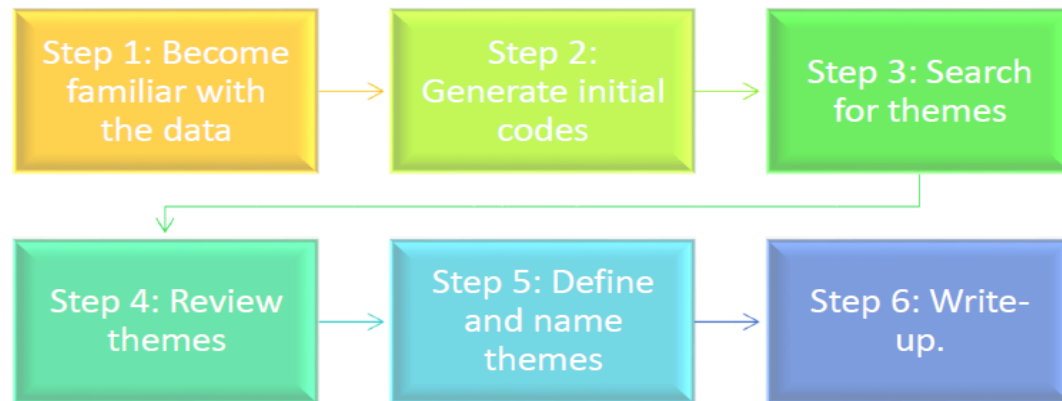 Step 1: Become
familiar with
the data
Step 2:
Generate initial
codes
Step 3: Search
for themes
Step 4: Review
themes
Step 5: Define
and name
themes
Step 6: Write-
up.